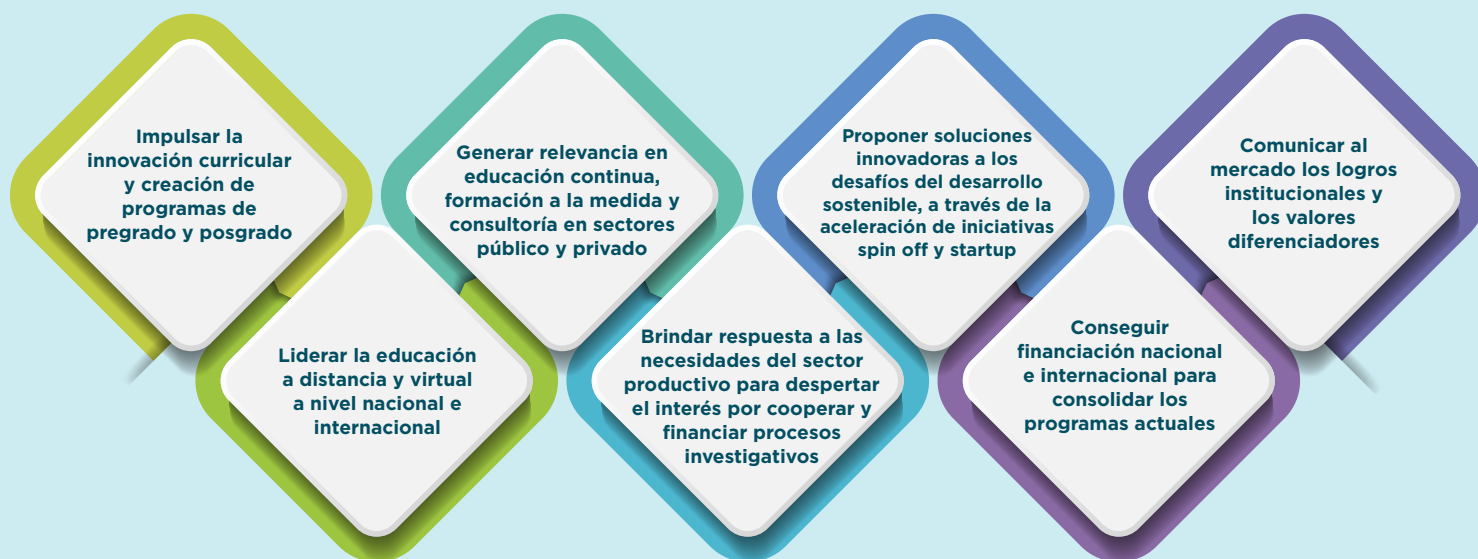 Impulsar la
innovación curricular
y creación de
programas de
pregrado y posgrado
Liderar la educación
a distancia y virtual
a nivel nacional e
internacional
Generar relevancia en
educación continua,
formación a la medida y
consultoría en sectores
público y privado
Brindar respuesta a las
necesidades del sector
productivo para despertar
el interés por cooperar y
financiar procesos
investigativos
Proponer soluciones
innovadoras a los
desafíos del desarrollo
sostenible, a través de la
aceleración de iniciativas
spin off y startup
Conseguir
financiación nacional
e internacional para
consolidar los
programas actuales
Comunicar al
mercado los logros
institucionales y
los valores
diferenciadores